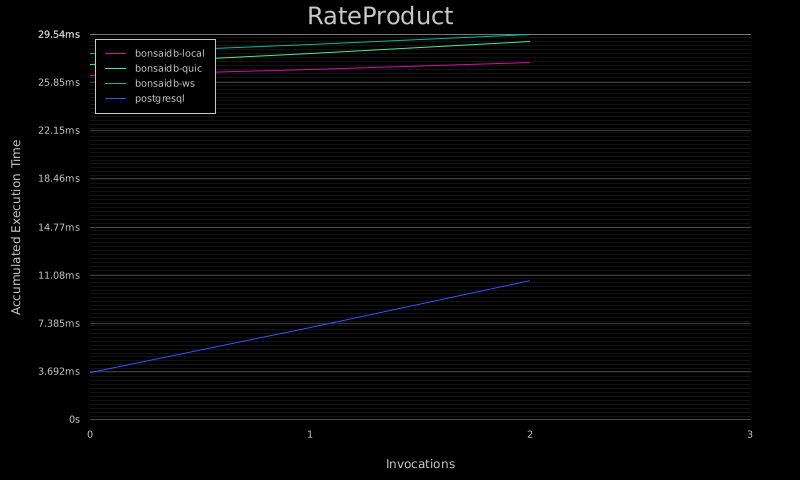 RateProduct
29.54ms
25.85ms
22.15ms
18.46ms
14.77ms
11.08ms
7.385ms
3.692ms
0s
bonsaidb-local
bonsaidb-quic
bonsaidb-ws
postgresql
Accumulated Execution Time
0 1 2 3
Invocations